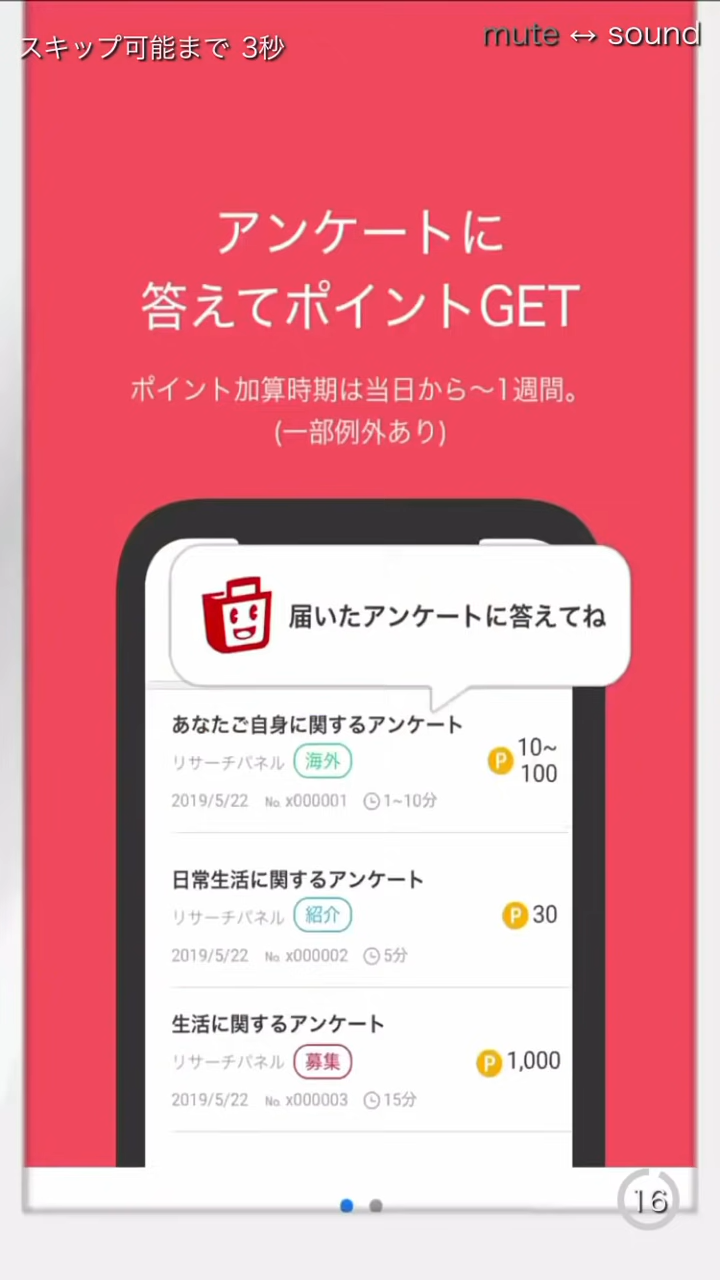 スキップ可能まで 3秒
mute ↔ sound
アンケートに
答えてポイントGET
ポイント加算時期は当日から〜1週間。
(一部例外あり)
届いたアンケートに答えてね
あなたご自身に関するアンケート
リサーチパネル 海外
P 10~
100
2019/5/22 No. x000001 1~10分
日常生活に関するアンケート
リサーチパネル 紹介
P 30
2019/5/22 No. x000002 5分
生活に関するアンケート
リサーチパネル 募集
P 1,000
2019/5/22 No. x000003 15分
16